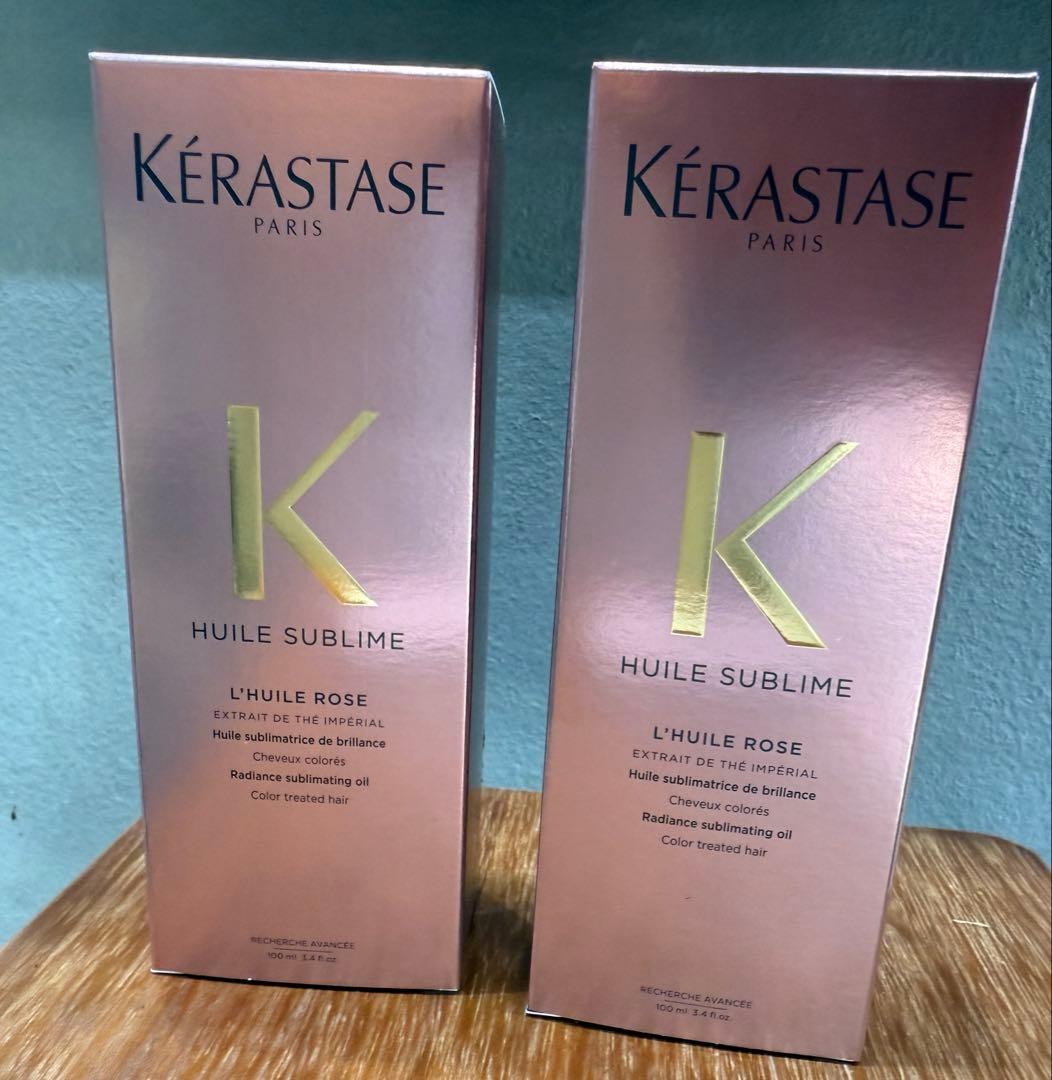 KÉRASTASE
PARIS
K
HUILE SUBLIME
L'HUILE ROSE
EXTRAIT DE THÉ IMPÉRIAL
Huile sublimatrice de brillance
Cheveux colorés
Radiance sublimating oil
Color treated hair
RECHERCHE AVANCÉE
100 ml 3.4 fl.oz
KÉRASTASE
PARIS
K
HUILE SUBLIME
L'HUILE ROSE
EXTRAIT DE THÉ IMPÉRIAL
Huile sublimatrice de brillance
Cheveux colorés
Radiance sublimating oil
Color treated hair
RECHERCHE AVANCÉE
100 ml 3.4 fl.oz.